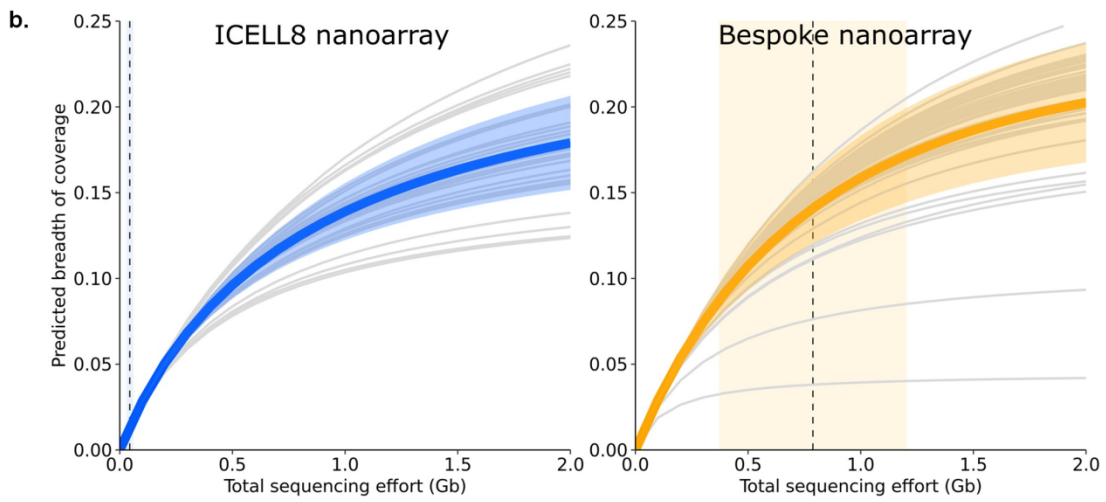 b.
ICELL8 nanoarray
Predicted breadth of coverage
0.25
0.20
0.15
0.10
0.05
0.00
0.0 0.5 1.0 1.5 2.0
Total sequencing effort (Gb)
Bespoke nanoarray
0.25
0.20
0.15
0.10
0.05
0.00
0.0 0.5 1.0 1.5 2.0
Total sequencing effort (Gb)